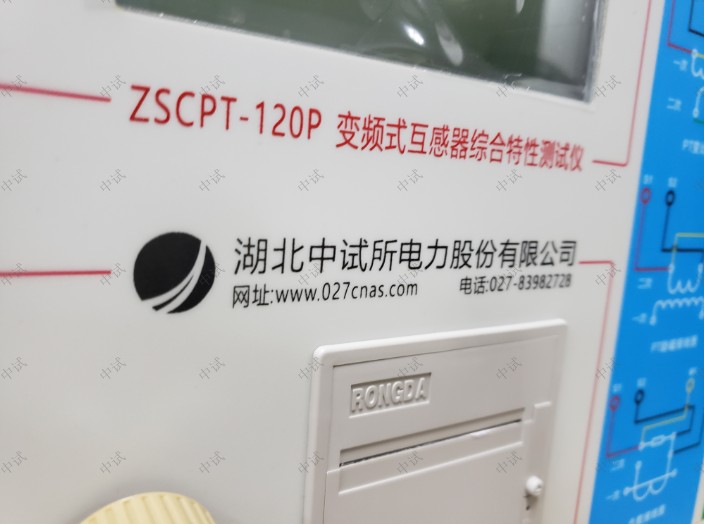 ZSCPT-120P 变频式互感器综合特性测试仪
湖北中试所电力股份有限公司
网址:www.027cnas.com 电话:027-83982728
RONGDA
中试